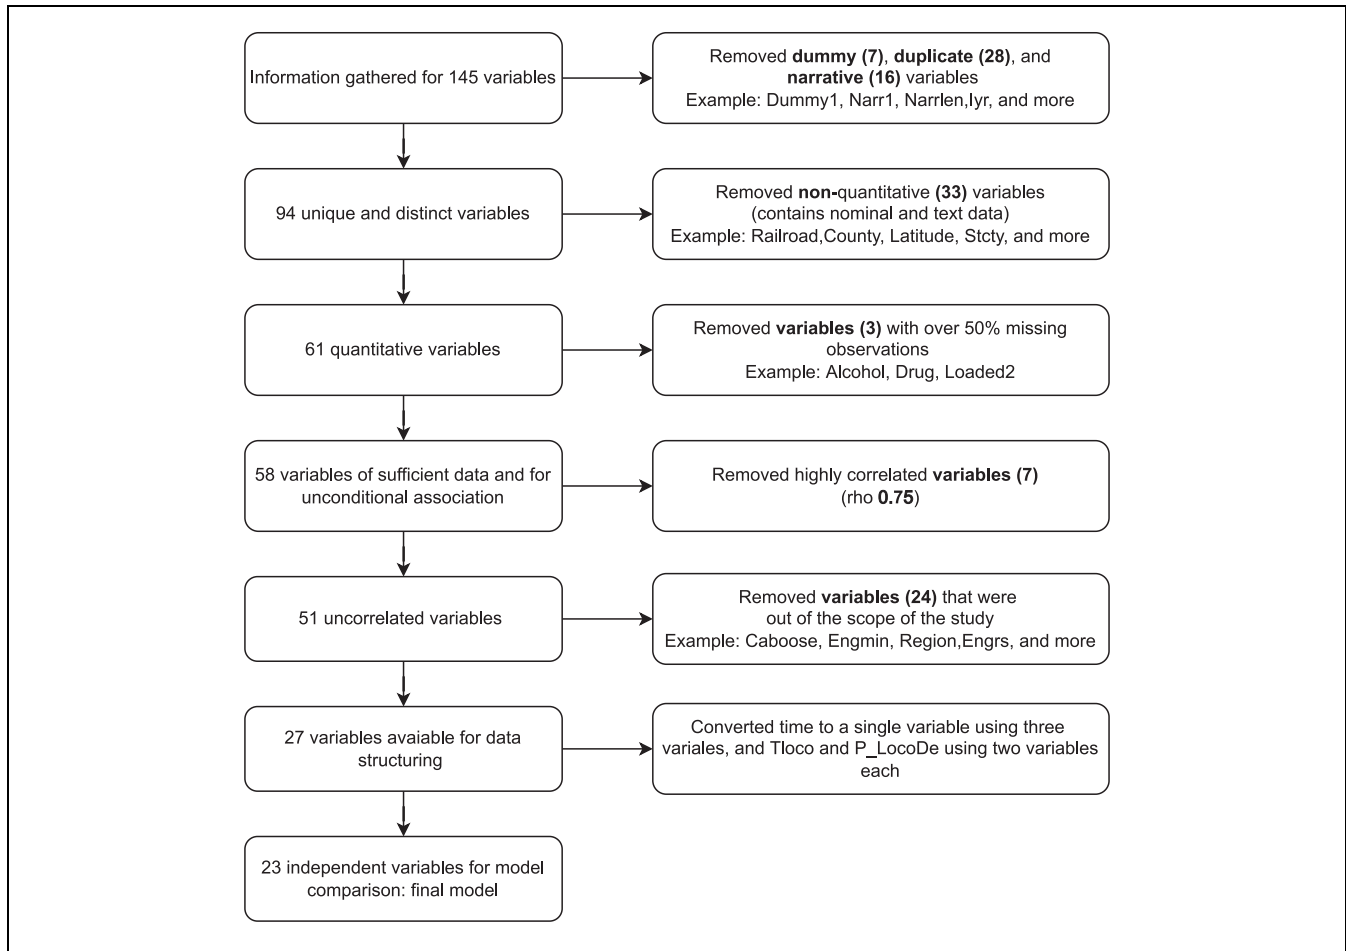 Information gathered for 145 variables
Removed dummy (7), duplicate (28), and
narrative (16) variables
Example: Dummy1, Narr1, Narrlen,Iyr, and more
94 unique and distinct variables
Removed non-quantitative (33) variables
(contains nominal and text data)
Example: Railroad,County, Latitude, Stcty, and more
61 quantitative variables
Removed variables (3) with over 50% missing
observations
Example: Alcohol, Drug, Loaded2
58 variables of sufficient data and for
unconditional association
Removed highly correlated variables (7)
(rho 0.75)
51 uncorrelated variables
Removed variables (24) that were
out of the scope of the study
Example: Caboose, Engmin, Region,Engrs, and more
27 variables avaiable for data
structuring
Converted time to a single variable using three
variales, and Tloco and P_LocoDe using two variables
each
23 independent variables for model
comparison: final model